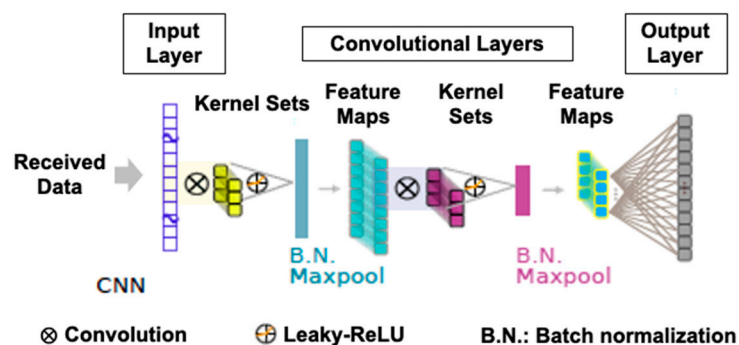 Input
Layer
Convolutional Layers
Output
Layer
Kernel Sets
Feature
Maps
Kernel
Sets
Feature
Maps
Received
Data
B.N.
Maxpool
B.N.
Maxpool
CNN
Convolution
Leaky-ReLU
B.N.: Batch normalization